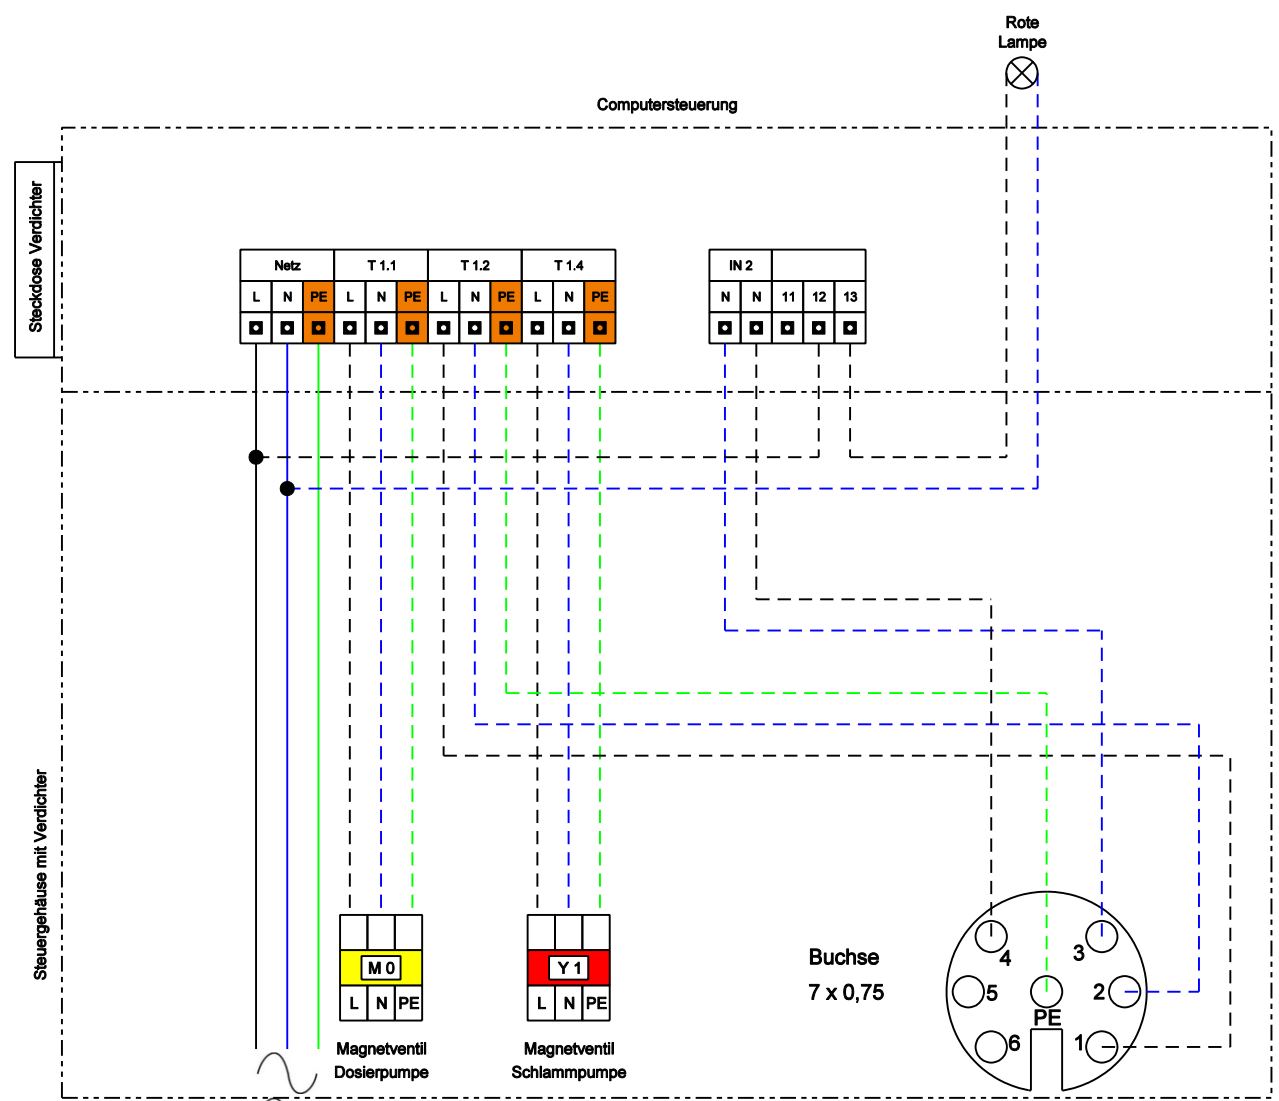 Rote
Lampe
Computersteuerung
Steckdose Verdichter
Netz T 1.1 T 1.2 T 1.4 IN 2
L N PE L N PE L N PE L N PE N N 11 12 13
Steuergehäuse mit Verdichter
M 0 Y 1
L N PE L N PE
Magnetventil
Dosierpumpe
Magnetventil
Schlammpumpe
Buchse
7 x 0,75
4 3
5 2
PE
6 1